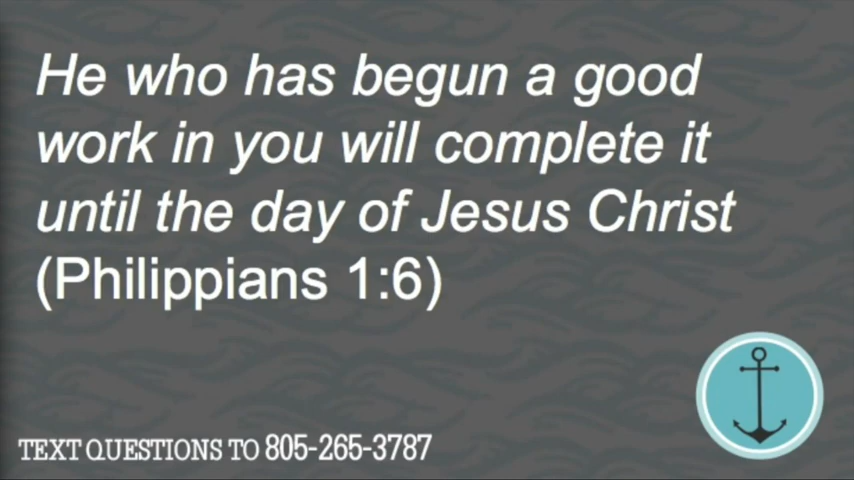 He who has begun a good
work in you will complete it
until the day of Jesus Christ
(Philippians 1:6)
TEXT QUESTIONS TO 805-265-3787